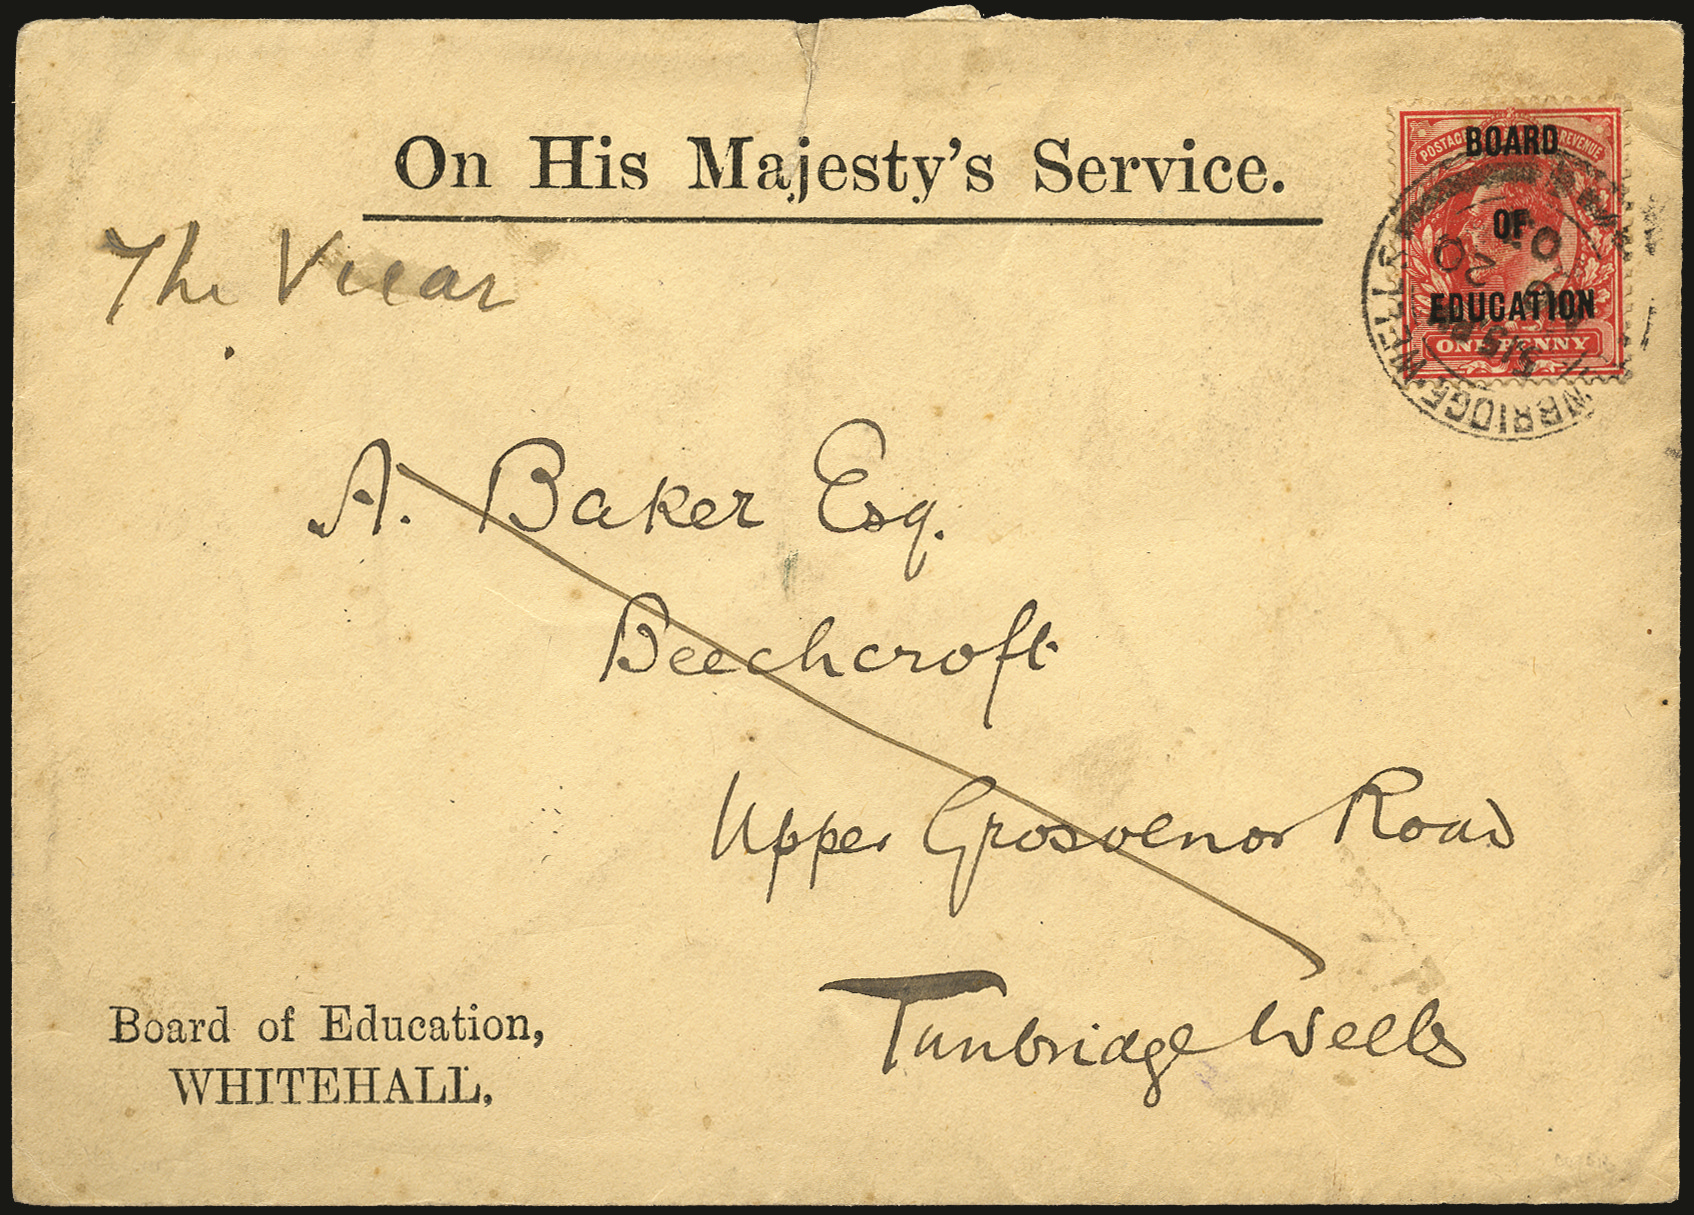 On His Majesty's Service.
POSTAGE REVENUE
BOARD
OF
EDUCATION
ONE PENNY
WELLS
The Vicar
A. Baker Esq.
Beechcroft
Upper Grosvenor Road
Tunbridge Wells
Board of Education,
WHITEHALL.